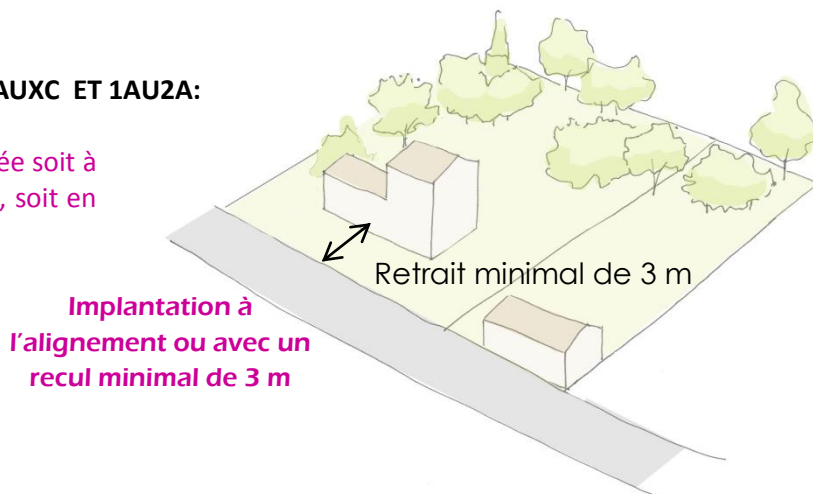 AUXC ET 1AU2A:
ée soit à
, soit en
Retrait minimal de 3 m
Implantation à
l'alignement ou avec un
recul minimal de 3 m